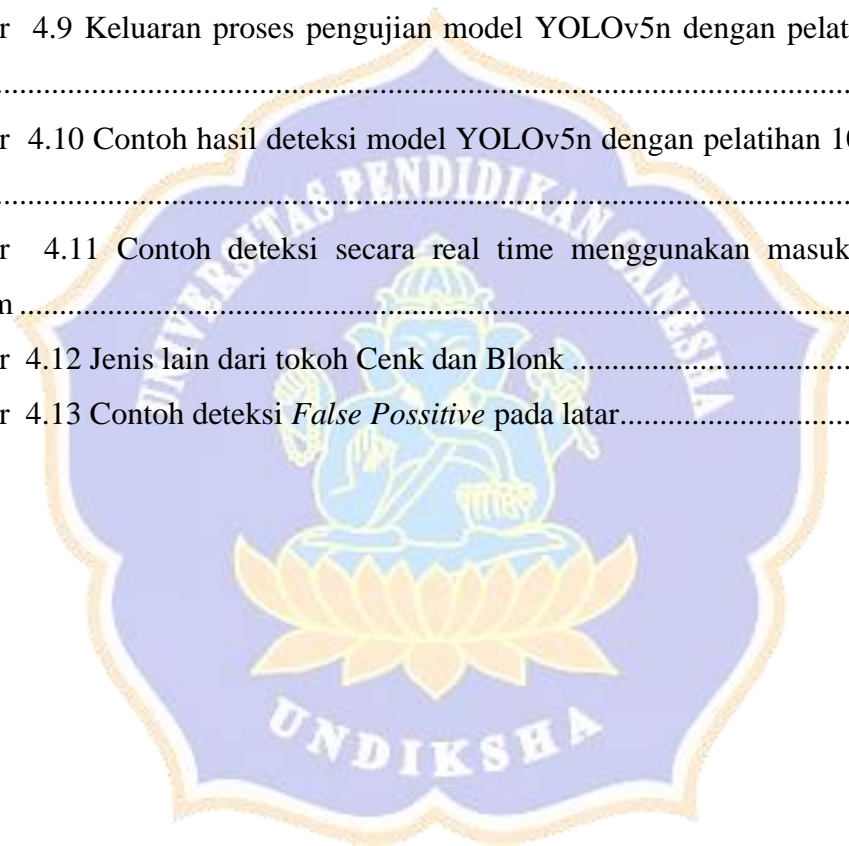 r 4.9 Keluaran proses pengujian model YOLOv5n dengan pelat
................................................................................................
r 4.10 Contoh hasil deteksi model YOLOv5n dengan pelatihan 10
................................................................................................
r 4.11 Contoh deteksi secara real time menggunakan masuk
n ..............................................................................................
r 4.12 Jenis lain dari tokoh Cenk dan Blonk ................................
r 4.13 Contoh deteksi False Possitive pada latar...........................
UNIVERSITAS PENDIDIKAN GANESHA
UNDIKSHA